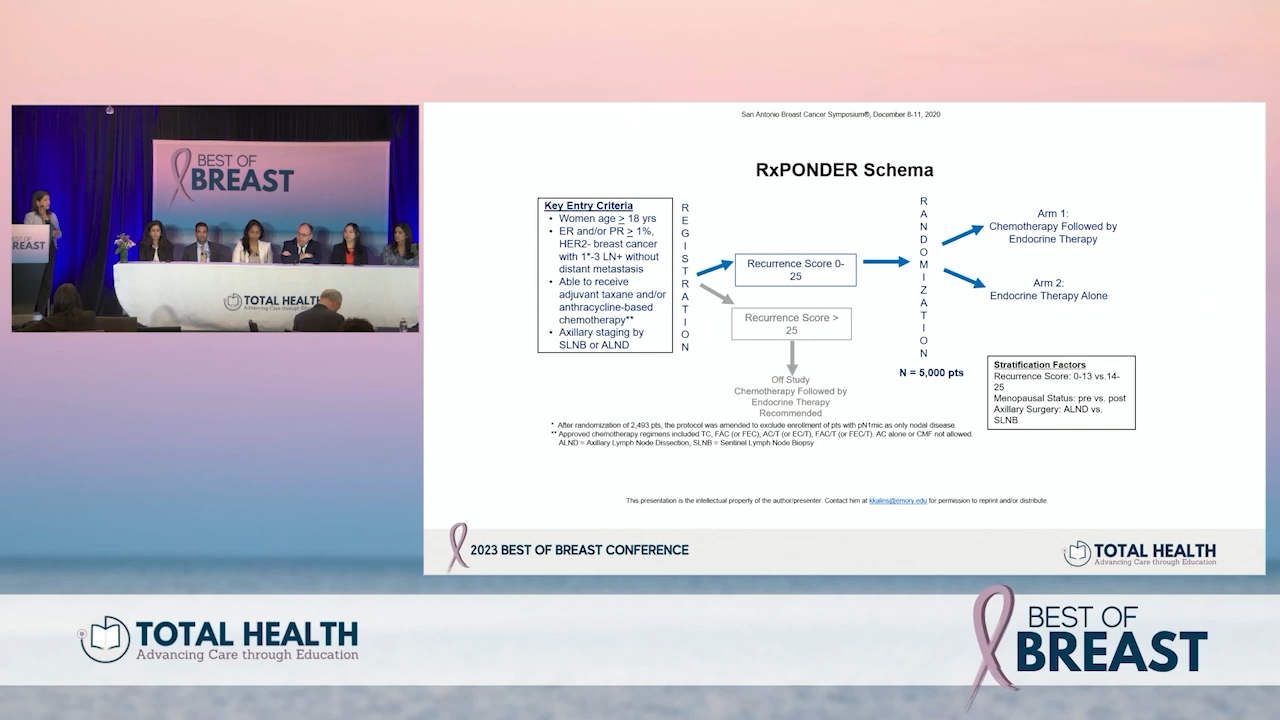 BEST OF
BREAST
BREAST
TOTAL HEALTH
Advancing Care through Education
San Antonio Breast Cancer Symposium®, December 8-11, 2020
RxPONDER Schema
Key Entry Criteria
• Women age > 18 yrs
• ER and/or PR > 1%,
HER2- breast cancer
with 1*-3 LN+ without
distant metastasis
• Able to receive
adjuvant taxane and/or
anthracycline-based
chemotherapy**
• Axillary staging by
SLNB or ALND
REGISTRATION
Recurrence Score 0-
25
Recurrence Score >
25
Off Study
Chemotherapy Followed by
Endocrine Therapy
Recommended
RANDOMIZATION
N = 5,000 pts
Arm 1:
Chemotherapy Followed by
Endocrine Therapy
Arm 2:
Endocrine Therapy Alone
Stratification Factors
Recurrence Score: 0-13 vs.14-
25
Menopausal Status: pre vs. post
Axillary Surgery: ALND vs.
SLNB
* After randomization of 2,493 pts, the protocol was amended to exclude enrollment of pts with pN1mic as only nodal disease.
** Approved chemotherapy regimens included TC, FAC (or FEC), AC/T (or EC/T), FAC/T (or FEC/T). AC alone or CMF not allowed.
ALND = Axillary Lymph Node Dissection, SLNB = Sentinel Lymph Node Biopsy
This presentation is the intellectual property of the author/presenter. Contact him at kkalins@emory.edu for permission to reprint and/or distribute.
2023 BEST OF BREAST CONFERENCE
TOTAL HEALTH
Advancing Care through Education
TOTAL HEALTH
Advancing Care through Education
BEST OF
BREAST